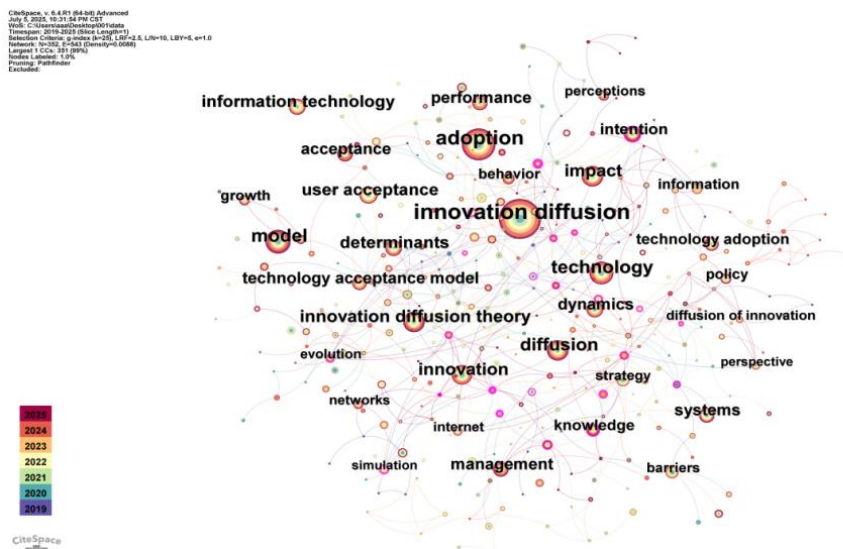 CiteSpace, v. 6.4.R1 (64-bit) Advanced
July 5, 2025, 10:31:54 PM CST
WoS: C:\Users\aaa\Desktop\001\data
Timespan: 2019-2025 (Slice Length=1)
Selection Criteria: g-index (k=25), LRF=2.5, L/N=10, LBY=5, e=1.0
Network: N=352, E=543 (Density=0.0088)
Largest 1 CCs: 351 (99%)
Nodes Labeled: 1.0%
Pruning: Pathfinder
Excluded:
information technology
performance
perceptions
adoption
intention
acceptance
behavior
impact
growth
user acceptance
information
innovation diffusion
model
determinants
technology adoption
technology acceptance model
technology
policy
innovation diffusion theory
dynamics
diffusion of innovation
evolution
diffusion
perspective
innovation
strategy
networks
internet
knowledge
systems
simulation
management
barriers
2025
2024
2023
2022
2021
2020
2019
CiteSpace